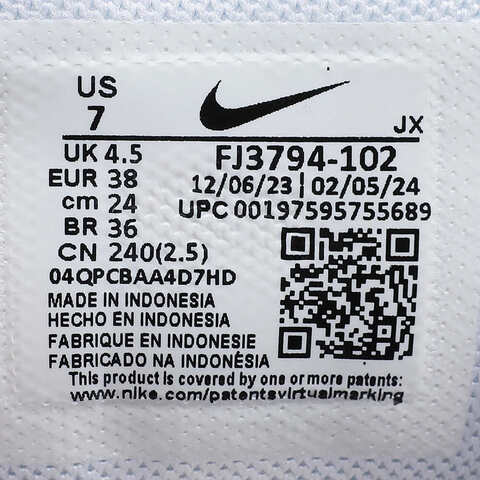 US
7
JX
UK 4.5
EUR 38
cm 24
BR 36
CN 240(2.5)
FJ3794-102
12/06/23 | 02/05/24
UPC 00197595755689
04QPCBAA4D7HD
MADE IN INDONESIA
HECHO EN INDONESIA
FABRIQUE EN INDONESIE
FABRICADO NA INDONÉSIA
This product is covered by one or more patents:
www.nike.com/patentsvirtualmarking